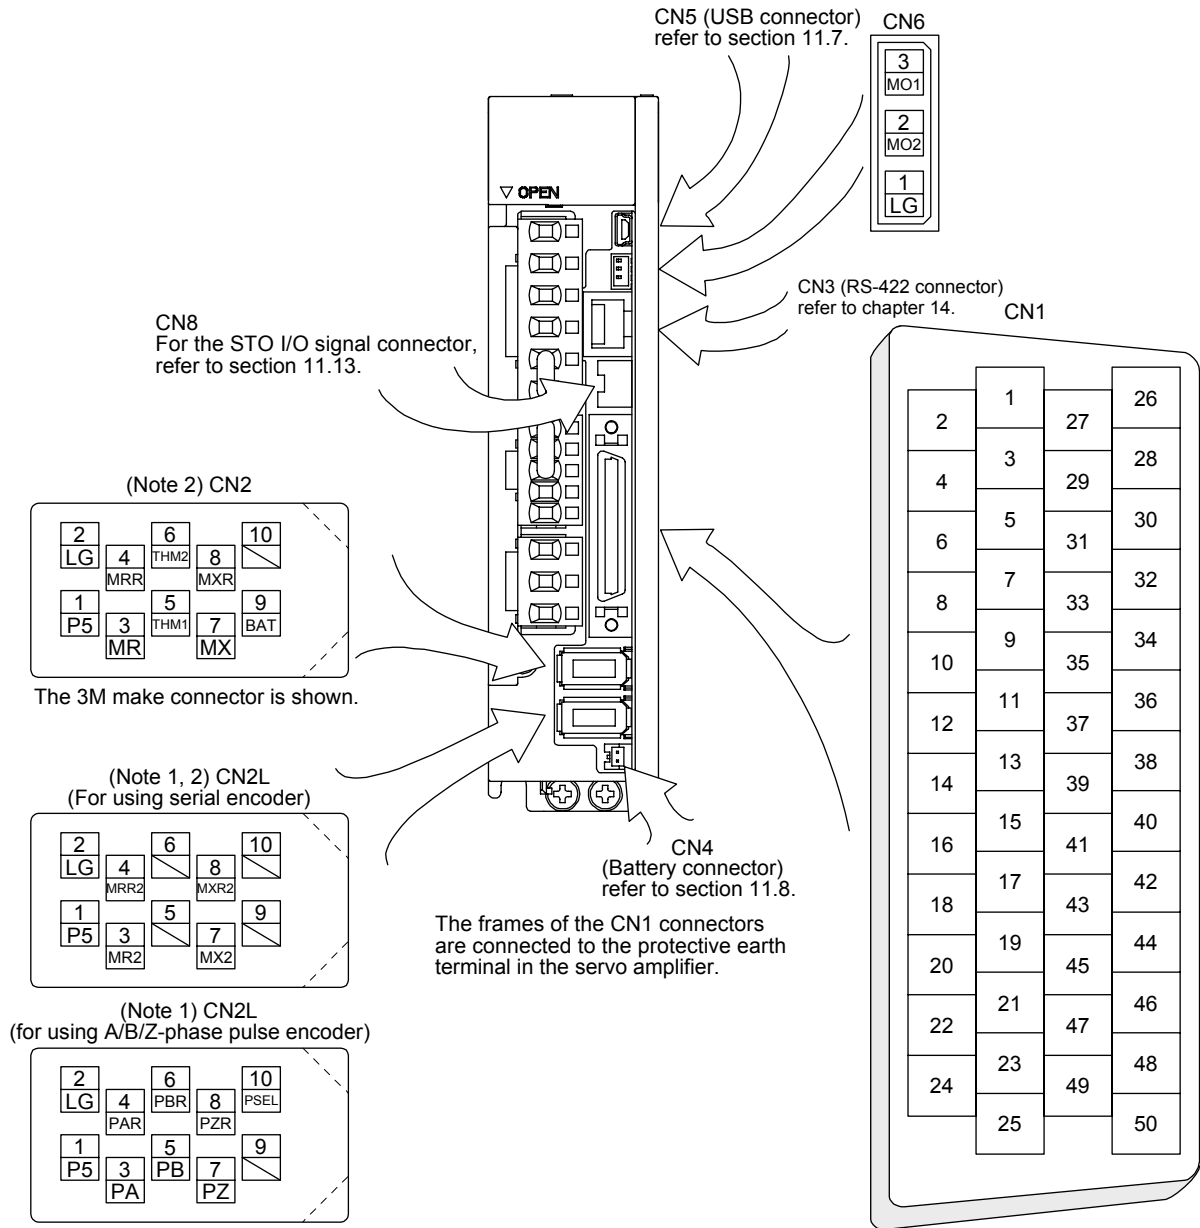 CN5 (USB connector)
refer to section 11.7.
CN6
3
MO1
2
MO2
1
LG
▽ OPEN
CN3 (RS-422 connector)
refer to chapter 14.
CN8
For the STO I/O signal connector,
refer to section 11.13.
CN1
1
26
2
27
3
28
4
29
5
30
6
31
7
32
8
33
9
34
10
35
11
36
12
37
13
38
14
39
15
40
16
41
17
42
18
43
19
44
20
45
21
46
22
47
23
48
24
49
25
50
(Note 2) CN2
2
LG
4
MRR
6
THM2
8
MXR
10
1
P5
3
MR
5
THM1
7
MX
9
BAT
The 3M make connector is shown.
(Note 1, 2) CN2L
(For using serial encoder)
2
LG
4
MRR2
6
8
MXR2
10
1
P5
3
MR2
5
7
MX2
9
CN4
(Battery connector)
refer to section 11.8.
The frames of the CN1 connectors
are connected to the protective earth
terminal in the servo amplifier.
(Note 1) CN2L
(for using A/B/Z-phase pulse encoder)
2
LG
4
PAR
6
PBR
8
PZR
10
PSEL
1
P5
3
PA
5
PB
7
PZ
9